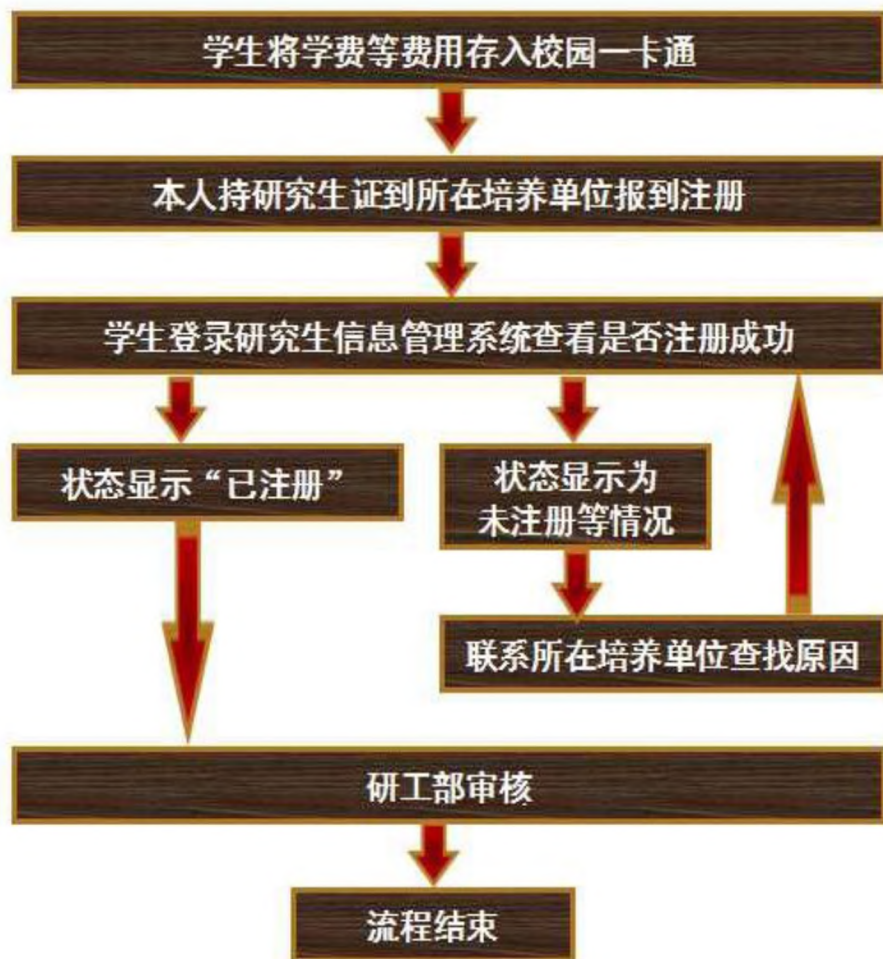 学生将学费等费用存入校园一卡通
本人持研究生证到所在培养单位报到注册
学生登录研究生信息管理系统查看是否注册成功
状态显示“已注册”
状态显示为
未注册等情况
联系所在培养单位查找原因
研工部审核
流程结束